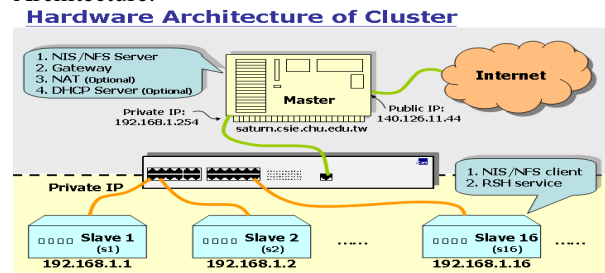 Architecture:
Hardware Architecture of Cluster
1. NIS/NFS Server
2. Gateway
3. NAT (Optional)
4. DHCP Server (Optional)
Internet
Master
Private IP:
192.168.1.254
Public IP:
140.126.11.44
saturn.csie.chu.edu.tw
Private IP
1. NIS/NFS client
2. RSH service
Slave 1
(s1)
Slave 2
(s2)
......
Slave 16
(s16)
......
192.168.1.1
192.168.1.2
192.168.1.16